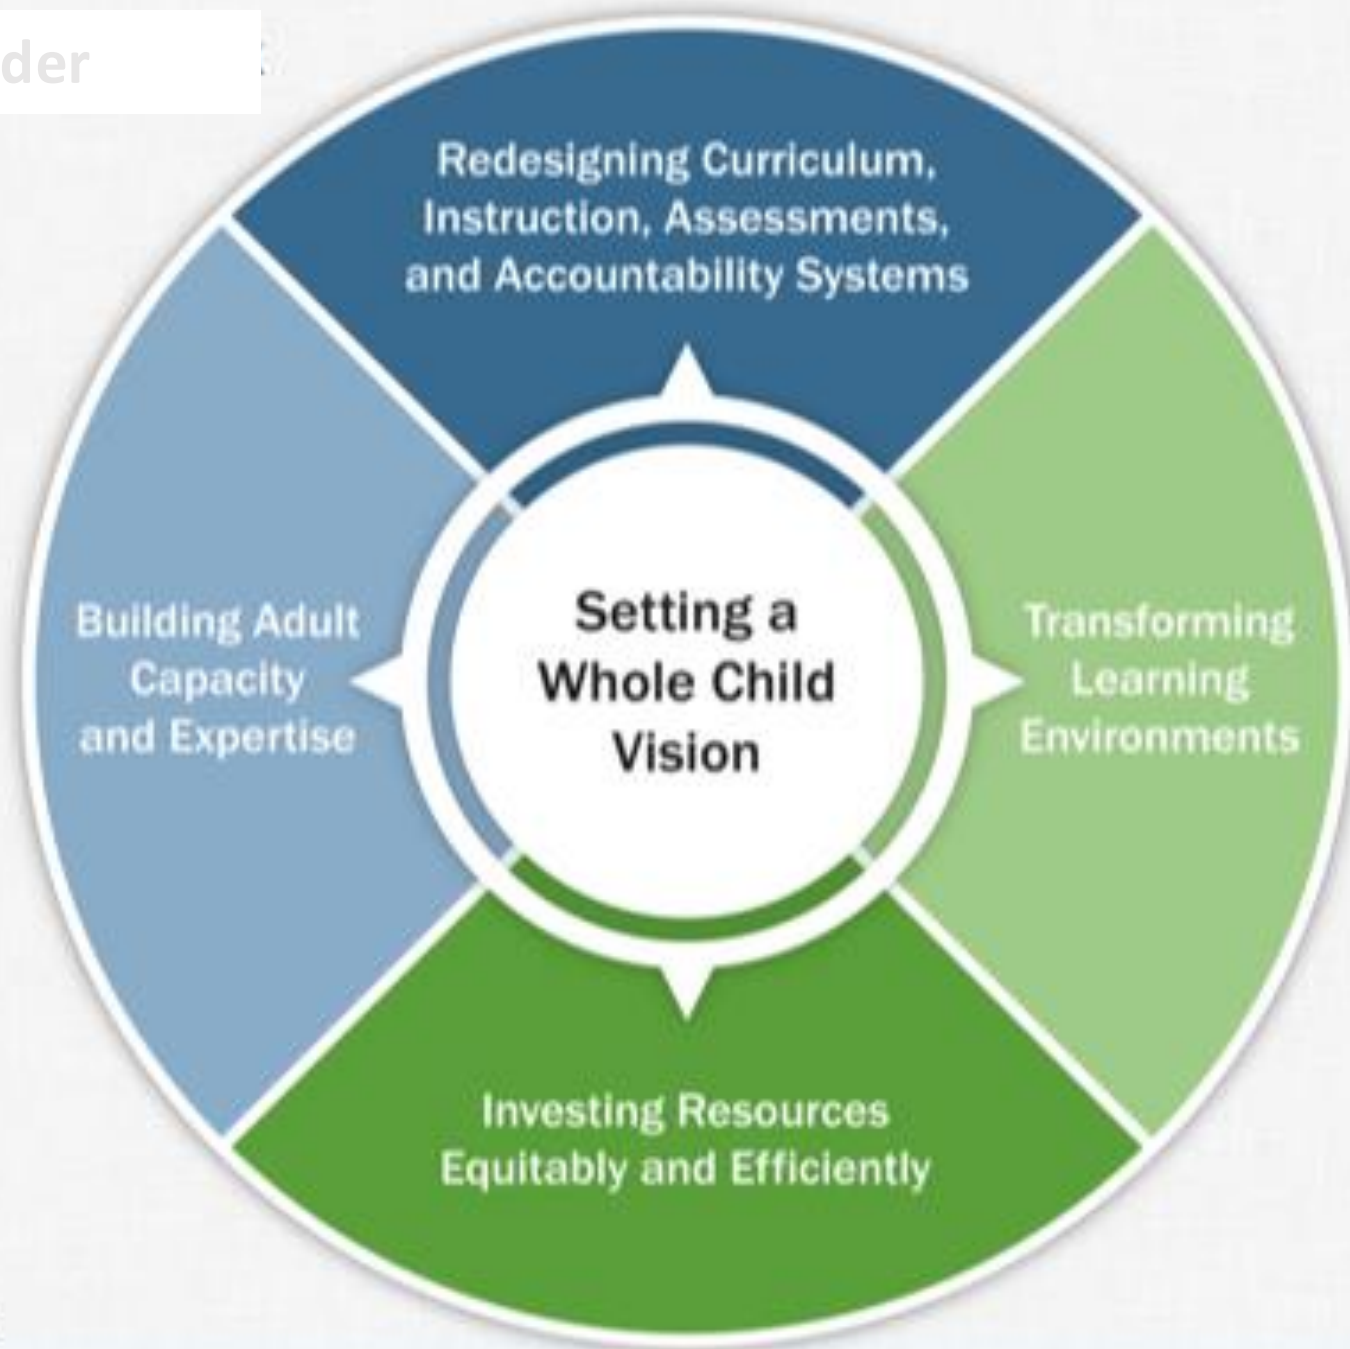 der
Redesigning Curriculum,
Instruction, Assessments,
and Accountability Systems
Building Adult
Capacity
and Expertise
Setting a
Whole Child
Vision
Transforming
Learning
Environments
Investing Resources
Equitably and Efficiently